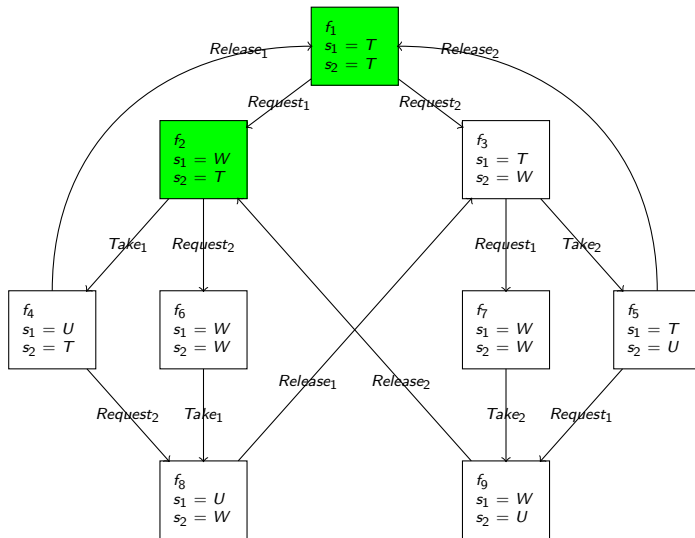 f₁
s₁ = T
s₂ = T
Release₁
Release₂
Request₁
Request₂
f₂
s₁ = W
s₂ = T
f₃
s₁ = T
s₂ = W
Take₁
Request₂
Request₁
Take₂
f₄
s₁ = U
s₂ = T
f₆
s₁ = W
s₂ = W
f₇
s₁ = W
s₂ = W
f₅
s₁ = T
s₂ = U
Request₂
Take₁
Release₁
Release₂
Take₂
Request₁
f₈
s₁ = U
s₂ = W
f₉
s₁ = W
s₂ = U